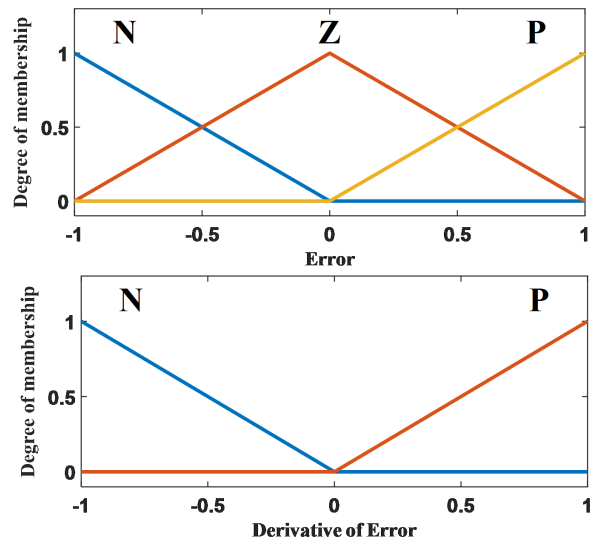 N Z P
1
0.5
0
Degree of membership
-1 -0.5 0 0.5 1
Error
N P
1
0.5
0
Degree of membership
-1 -0.5 0 0.5 1
Derivative of Error